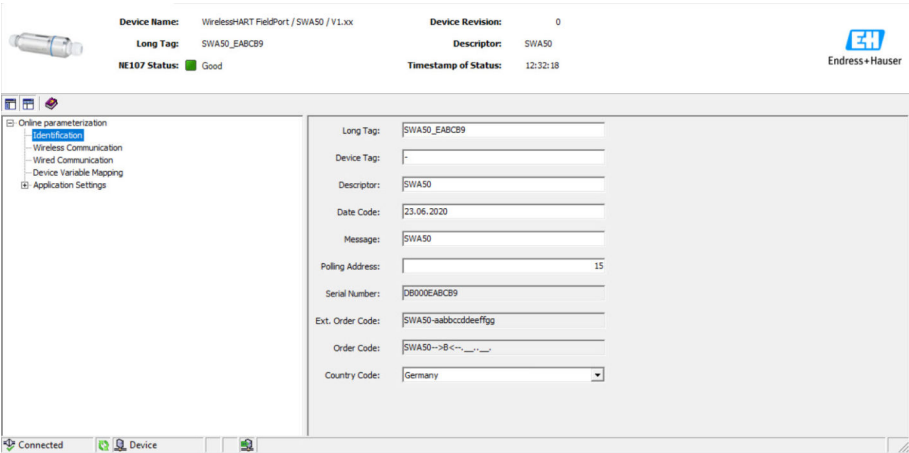 Device Name: WirelessHART FieldPort / SWA50 / V1.xx Device Revision: 0
Long Tag: SWA50_EABCB9 Descriptor: SWA50
NE107 Status: Good Timestamp of Status: 12:32:18
EH
Endress+Hauser
Online parameterization
Identification
Wireless Communication
Wired Communication
Device Variable Mapping
Application Settings
Long Tag: SWA50_EABCB9
Device Tag: -
Descriptor: SWA50
Date Code: 23.06.2020
Message: SWA50
Polling Address: 15
Serial Number: DB000EABCB9
Ext. Order Code: SWA50-aabbccddeeffgg
Order Code: SWA50-->B<--.__..__.
Country Code: Germany
Connected Device